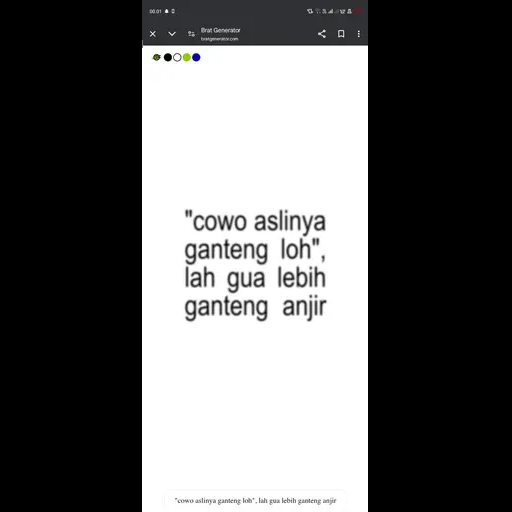 00.01
Brat Generator
bratgenerator.com
"cowo aslinya
ganteng loh",
lah gua lebih
ganteng anjir
"cowo aslinya ganteng loh", lah gua lebih ganteng anjir